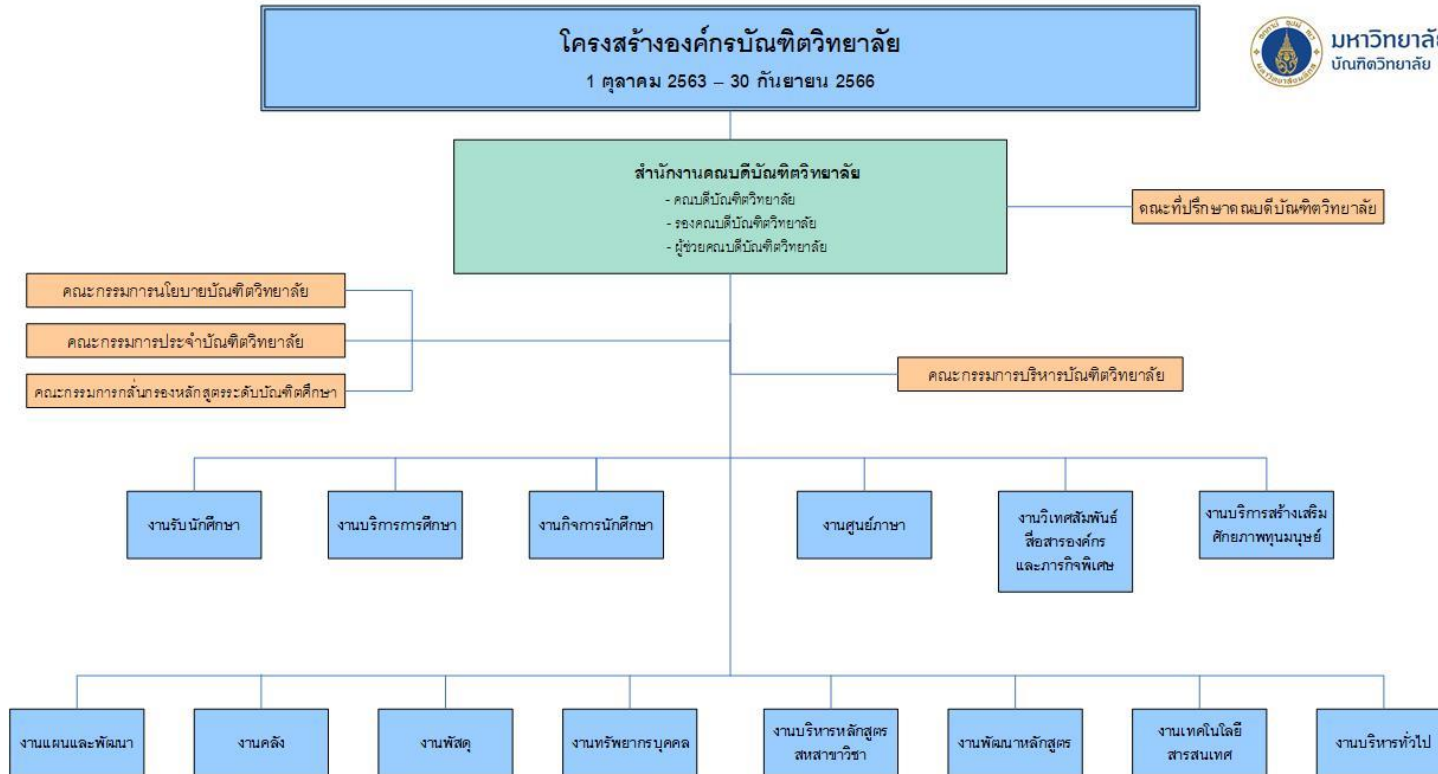 โครงสร้างองค์กรบัณฑิตวิทยาลัย
1 ตุลาคม 2563 – 30 กันยายน 2566
มหาวิทยาลัย
บัณฑิตวิทยาลัย
สำนักงานคณบดีบัณฑิตวิทยาลัย
- คณบดีบัณฑิตวิทยาลัย
- รองคณบดีบัณฑิตวิทยาลัย
- ผู้ช่วยคณบดีบัณฑิตวิทยาลัย
คณะที่ปรึกษาคณบดีบัณฑิตวิทยาลัย
คณะกรรมการนโยบายบัณฑิตวิทยาลัย
คณะกรรมการประจำบัณฑิตวิทยาลัย
คณะกรรมการกลั่นกรองหลักสูตรระดับบัณฑิตศึกษา
คณะกรรมการบริหารบัณฑิตวิทยาลัย
งานรับนักศึกษา
งานบริการการศึกษา
งานกิจการนักศึกษา
งานศูนย์ภาษา
งานวิเทศสัมพันธ์
สื่อสารองค์กร
และภารกิจพิเศษ
งานบริการสร้างเสริม
ศักยภาพทุนมนุษย์
งานแผนและพัฒนา
งานคลัง
งานพัสดุ
งานทรัพยากรบุคคล
งานบริหารหลักสูตร
สหสาขาวิชา
งานพัฒนาหลักสูตร
งานเทคโนโลยี
สารสนเทศ
งานบริหารทั่วไป